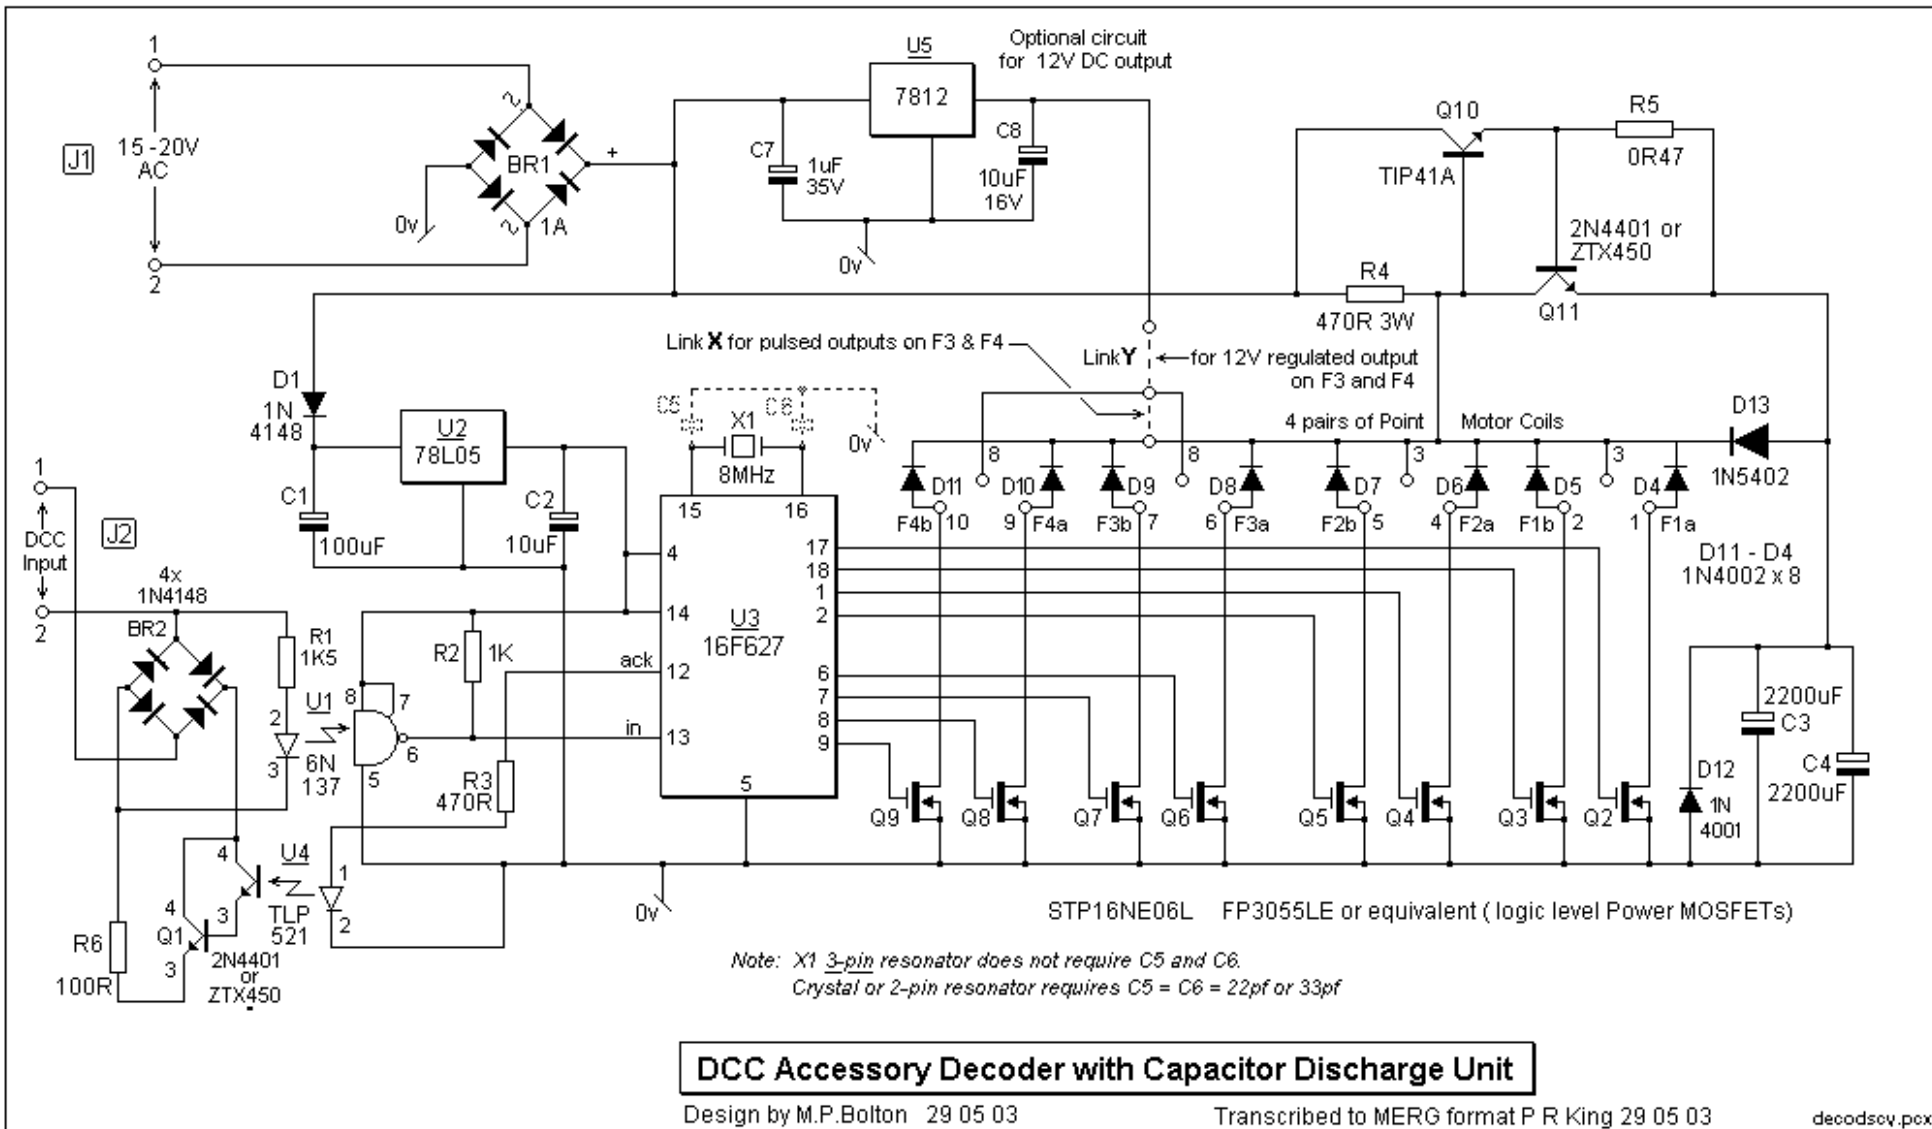 1
J1
15-20V
AC
2
2
BR1
+
1A
2
0v
U5
7812
Optional circuit
for 12V DC output
C7
1uF
35V
C8
10uF
16V
0v
Q10
TIP41A
R5
0R47
2N4401 or
ZTX450
Q11
R4
470R 3W
Link X for pulsed outputs on F3 & F4
Link Y
for 12V regulated output
on F3 and F4
D1
1N
4148
U2
78L05
C1
100uF
C2
10uF
C5
C6
X1
8MHz
0v
4 pairs of Point
Motor Coils
D13
1N5402
8
8
3
3
D11
D10
D9
D8
D7
D6
D5
D4
F4b
10
9
F4a
F3b
7
6
F3a
F2b
5
4
F2a
F1b
2
1
F1a
D11 - D4
1N4002 x 8
1
DCC
Input
2
J2
4x
1N4148
BR2
R1
1K5
U1
2
3
6N
137
8
7
6
5
R2
1K
ack
in
R3
470R
15
16
4
14
12
13
5
U3
16F627
17
18
1
2
6
7
8
9
Q9
Q8
Q7
Q6
Q5
Q4
Q3
Q2
2200uF
C3
C4
2200uF
D12
1N
4001
4
U4
1
2
TLP
521
4
3
Q1
3
2N4401
or
ZTX450
R6
100R
0v
STP16NE06L FP3055LE or equivalent ( logic level Power MOSFETs)
Note: X1 3-pin resonator does not require C5 and C6.
Crystal or 2-pin resonator requires C5 = C6 = 22pf or 33pf
DCC Accessory Decoder with Capacitor Discharge Unit
Design by M.P.Bolton 29 05 03
Transcribed to MERG format P R King 29 05 03
decodscy.pcx